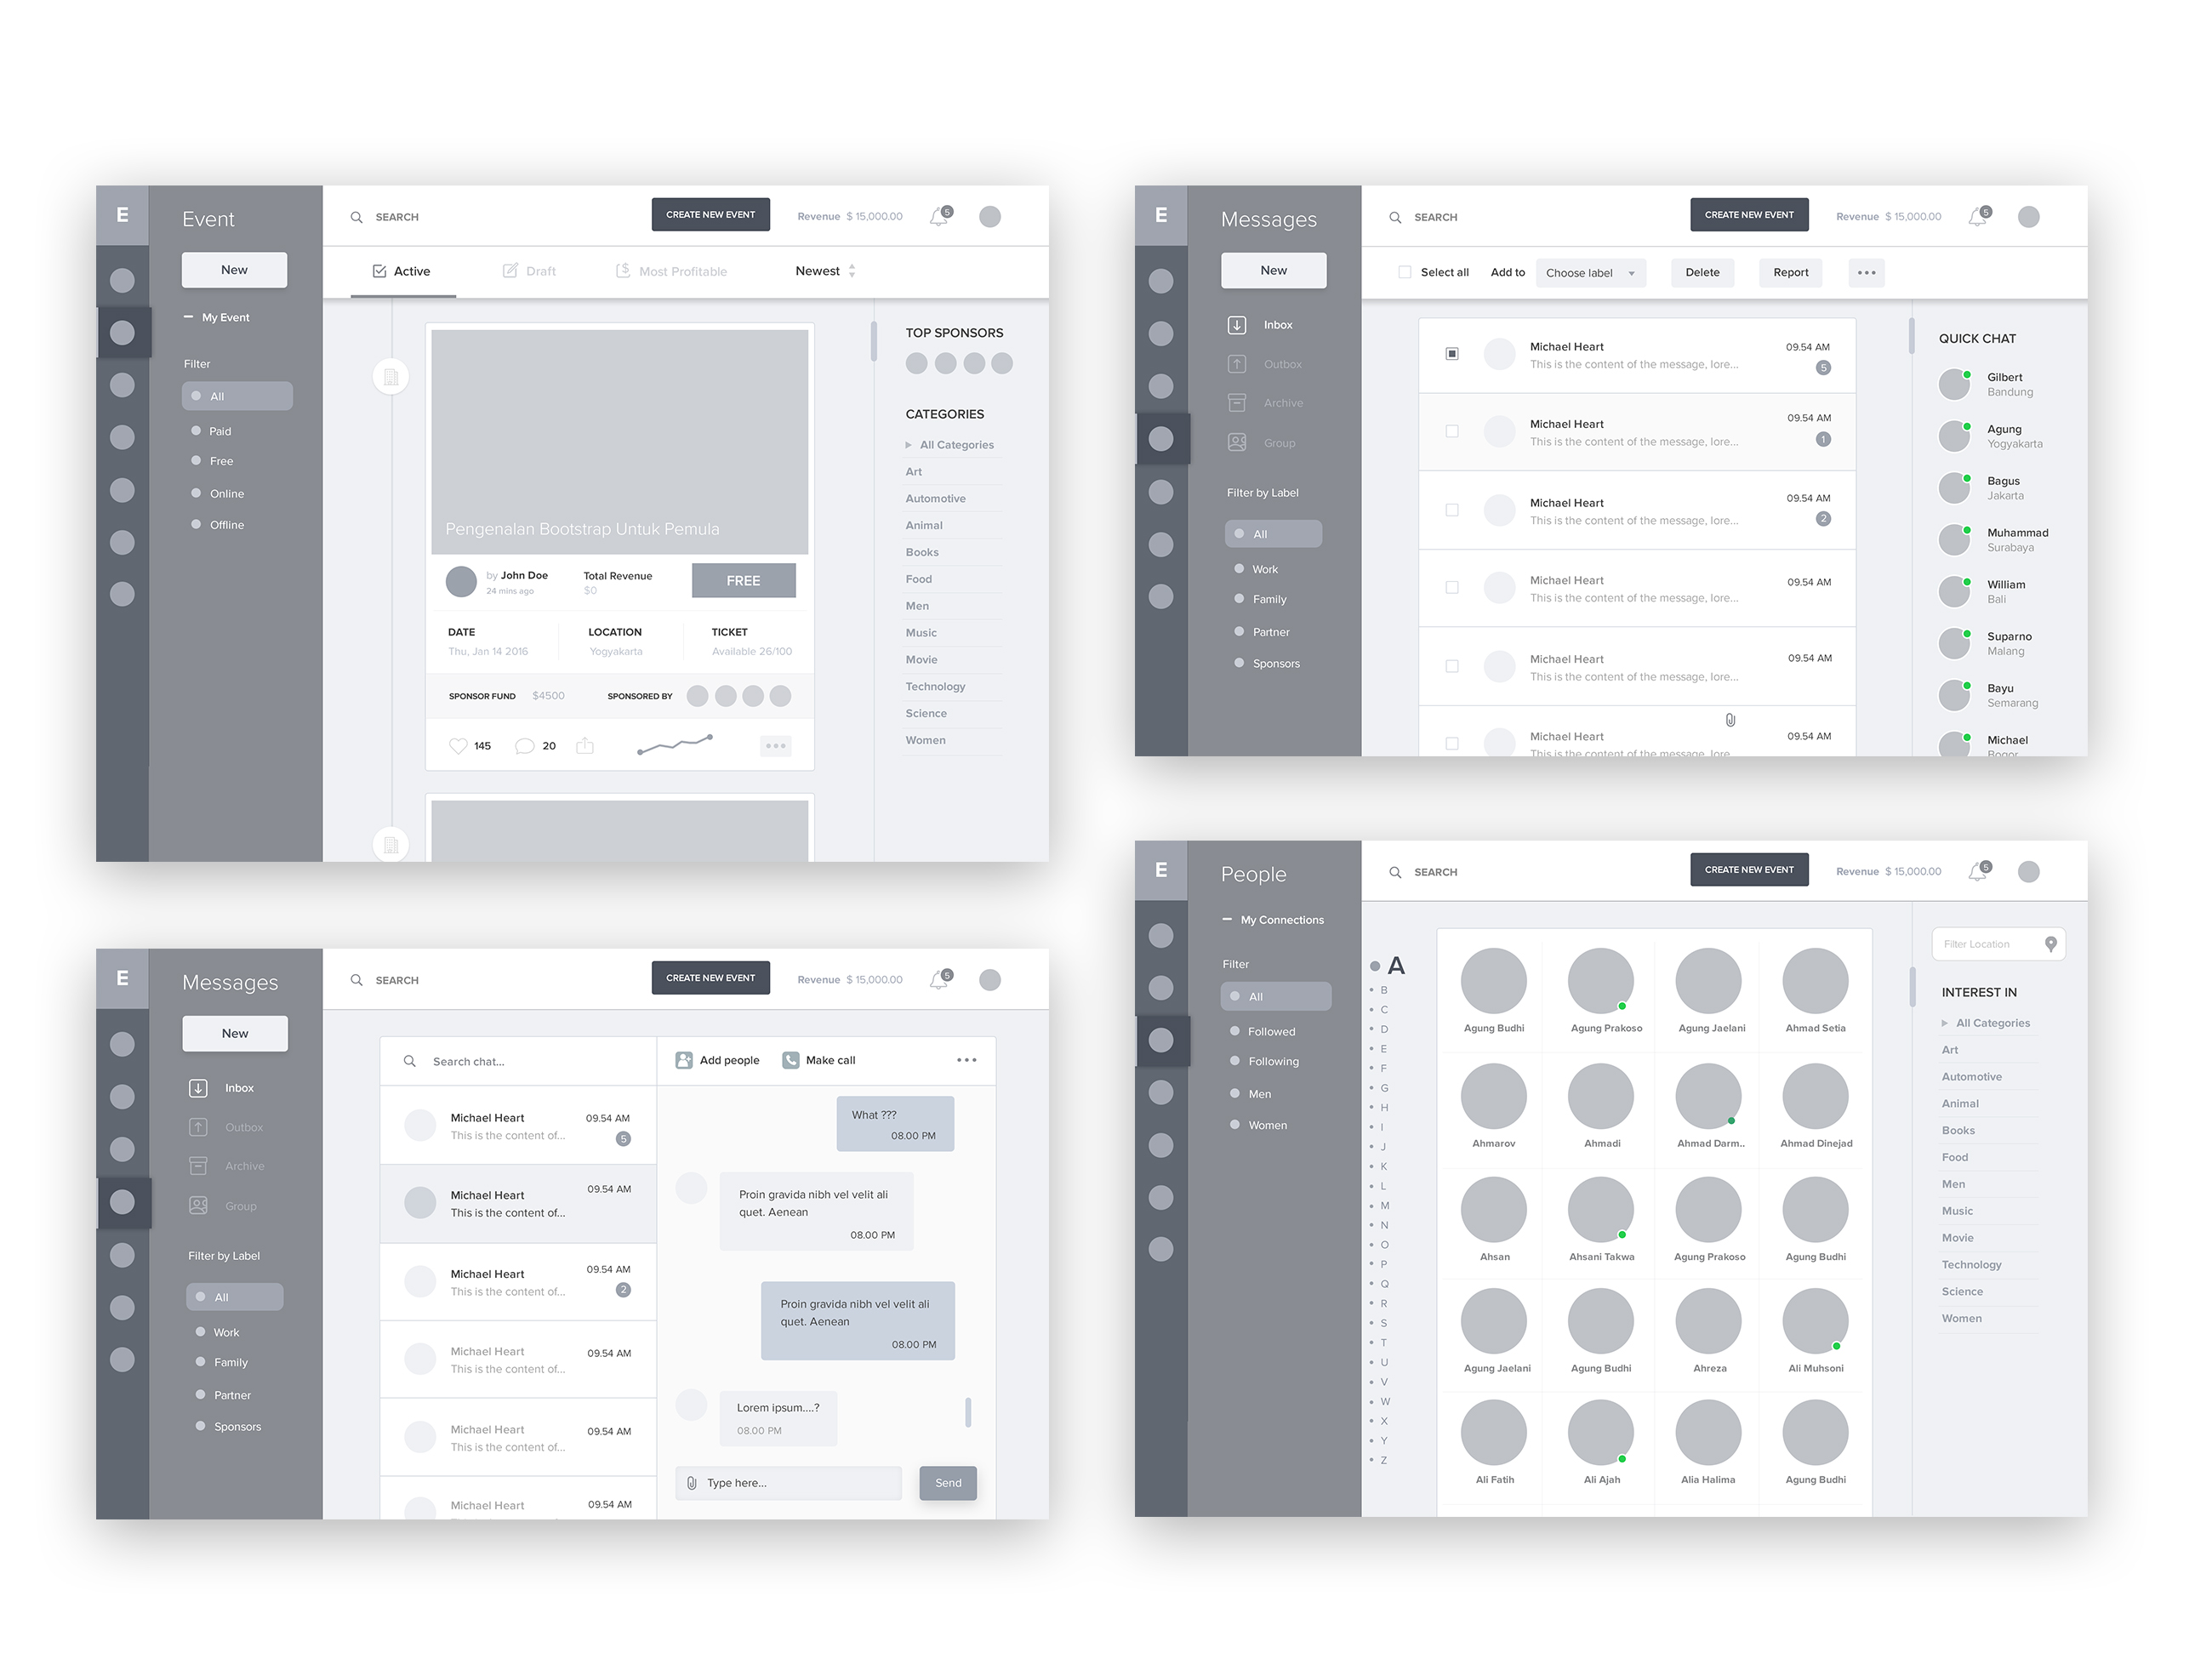 E
Event
New
My Event
Filter
All
Paid
Free
Online
Offline
SEARCH
CREATE NEW EVENT
Revenue $ 15,000.00
5
Active
Draft
Most Profitable
Newest
Pengenalan Bootstrap Untuk Pemula
by John Doe
24 mins ago
Total Revenue
$0
FREE
DATE
Thu, Jan 14 2016
LOCATION
Yogyakarta
TICKET
Available 26/100
SPONSOR FUND $4500
SPONSORED BY
145
20
TOP SPONSORS
CATEGORIES
All Categories
Art
Automotive
Animal
Books
Food
Men
Music
Movie
Technology
Science
Women
E
Messages
New
Inbox
Outbox
Archive
Group
Filter by Label
All
Work
Family
Partner
Sponsors
SEARCH
CREATE NEW EVENT
Revenue $ 15,000.00
5
Select all
Add to
Choose label
Delete
Report
Michael Heart
This is the content of the message, lore...
09.54 AM
5
Michael Heart
This is the content of the message, lore...
09.54 AM
1
Michael Heart
This is the content of the message, lore...
09.54 AM
2
Michael Heart
This is the content of the message, lore...
09.54 AM
Michael Heart
This is the content of the message, lore...
09.54 AM
Michael Heart
This is the content of the message, lore...
09.54 AM
QUICK CHAT
Gilbert
Bandung
Agung
Yogyakarta
Bagus
Jakarta
Muhammad
Surabaya
William
Bali
Suparno
Malang
Bayu
Semarang
Michael
Bogor
E
Messages
New
Inbox
Outbox
Archive
Group
Filter by Label
All
Work
Family
Partner
Sponsors
SEARCH
CREATE NEW EVENT
Revenue $ 15,000.00
5
Search chat...
Michael Heart
This is the content of...
09.54 AM
5
Michael Heart
This is the content of...
09.54 AM
Michael Heart
This is the content of...
09.54 AM
2
Michael Heart
This is the content of...
09.54 AM
Michael Heart
This is the content of...
09.54 AM
Michael Heart
09.54 AM
Add people
Make call
What ???
08.00 PM
Proin gravida nibh vel velit ali
quet. Aenean
08.00 PM
Proin gravida nibh vel velit ali
quet. Aenean
08.00 PM
Lorem ipsum....?
08.00 PM
Type here...
Send
E
People
My Connections
Filter
All
Followed
Following
Men
Women
SEARCH
CREATE NEW EVENT
Revenue $ 15,000.00
5
A
B
C
D
E
F
G
H
I
J
K
L
M
N
O
P
Q
R
S
T
U
V
W
X
Y
Z
Agung Budhi
Agung Prakoso
Agung Jaelani
Ahmad Setia
Ahmarov
Ahmadi
Ahmad Darm..
Ahmad Dinejad
Ahsan
Ahsani Takwa
Agung Prakoso
Agung Budhi
Agung Jaelani
Agung Budhi
Ahreza
Ali Muhsoni
Ali Fatih
Ali Ajah
Alia Halima
Agung Budhi
Filter Location
INTEREST IN
All Categories
Art
Automotive
Animal
Books
Food
Men
Music
Movie
Technology
Science
Women